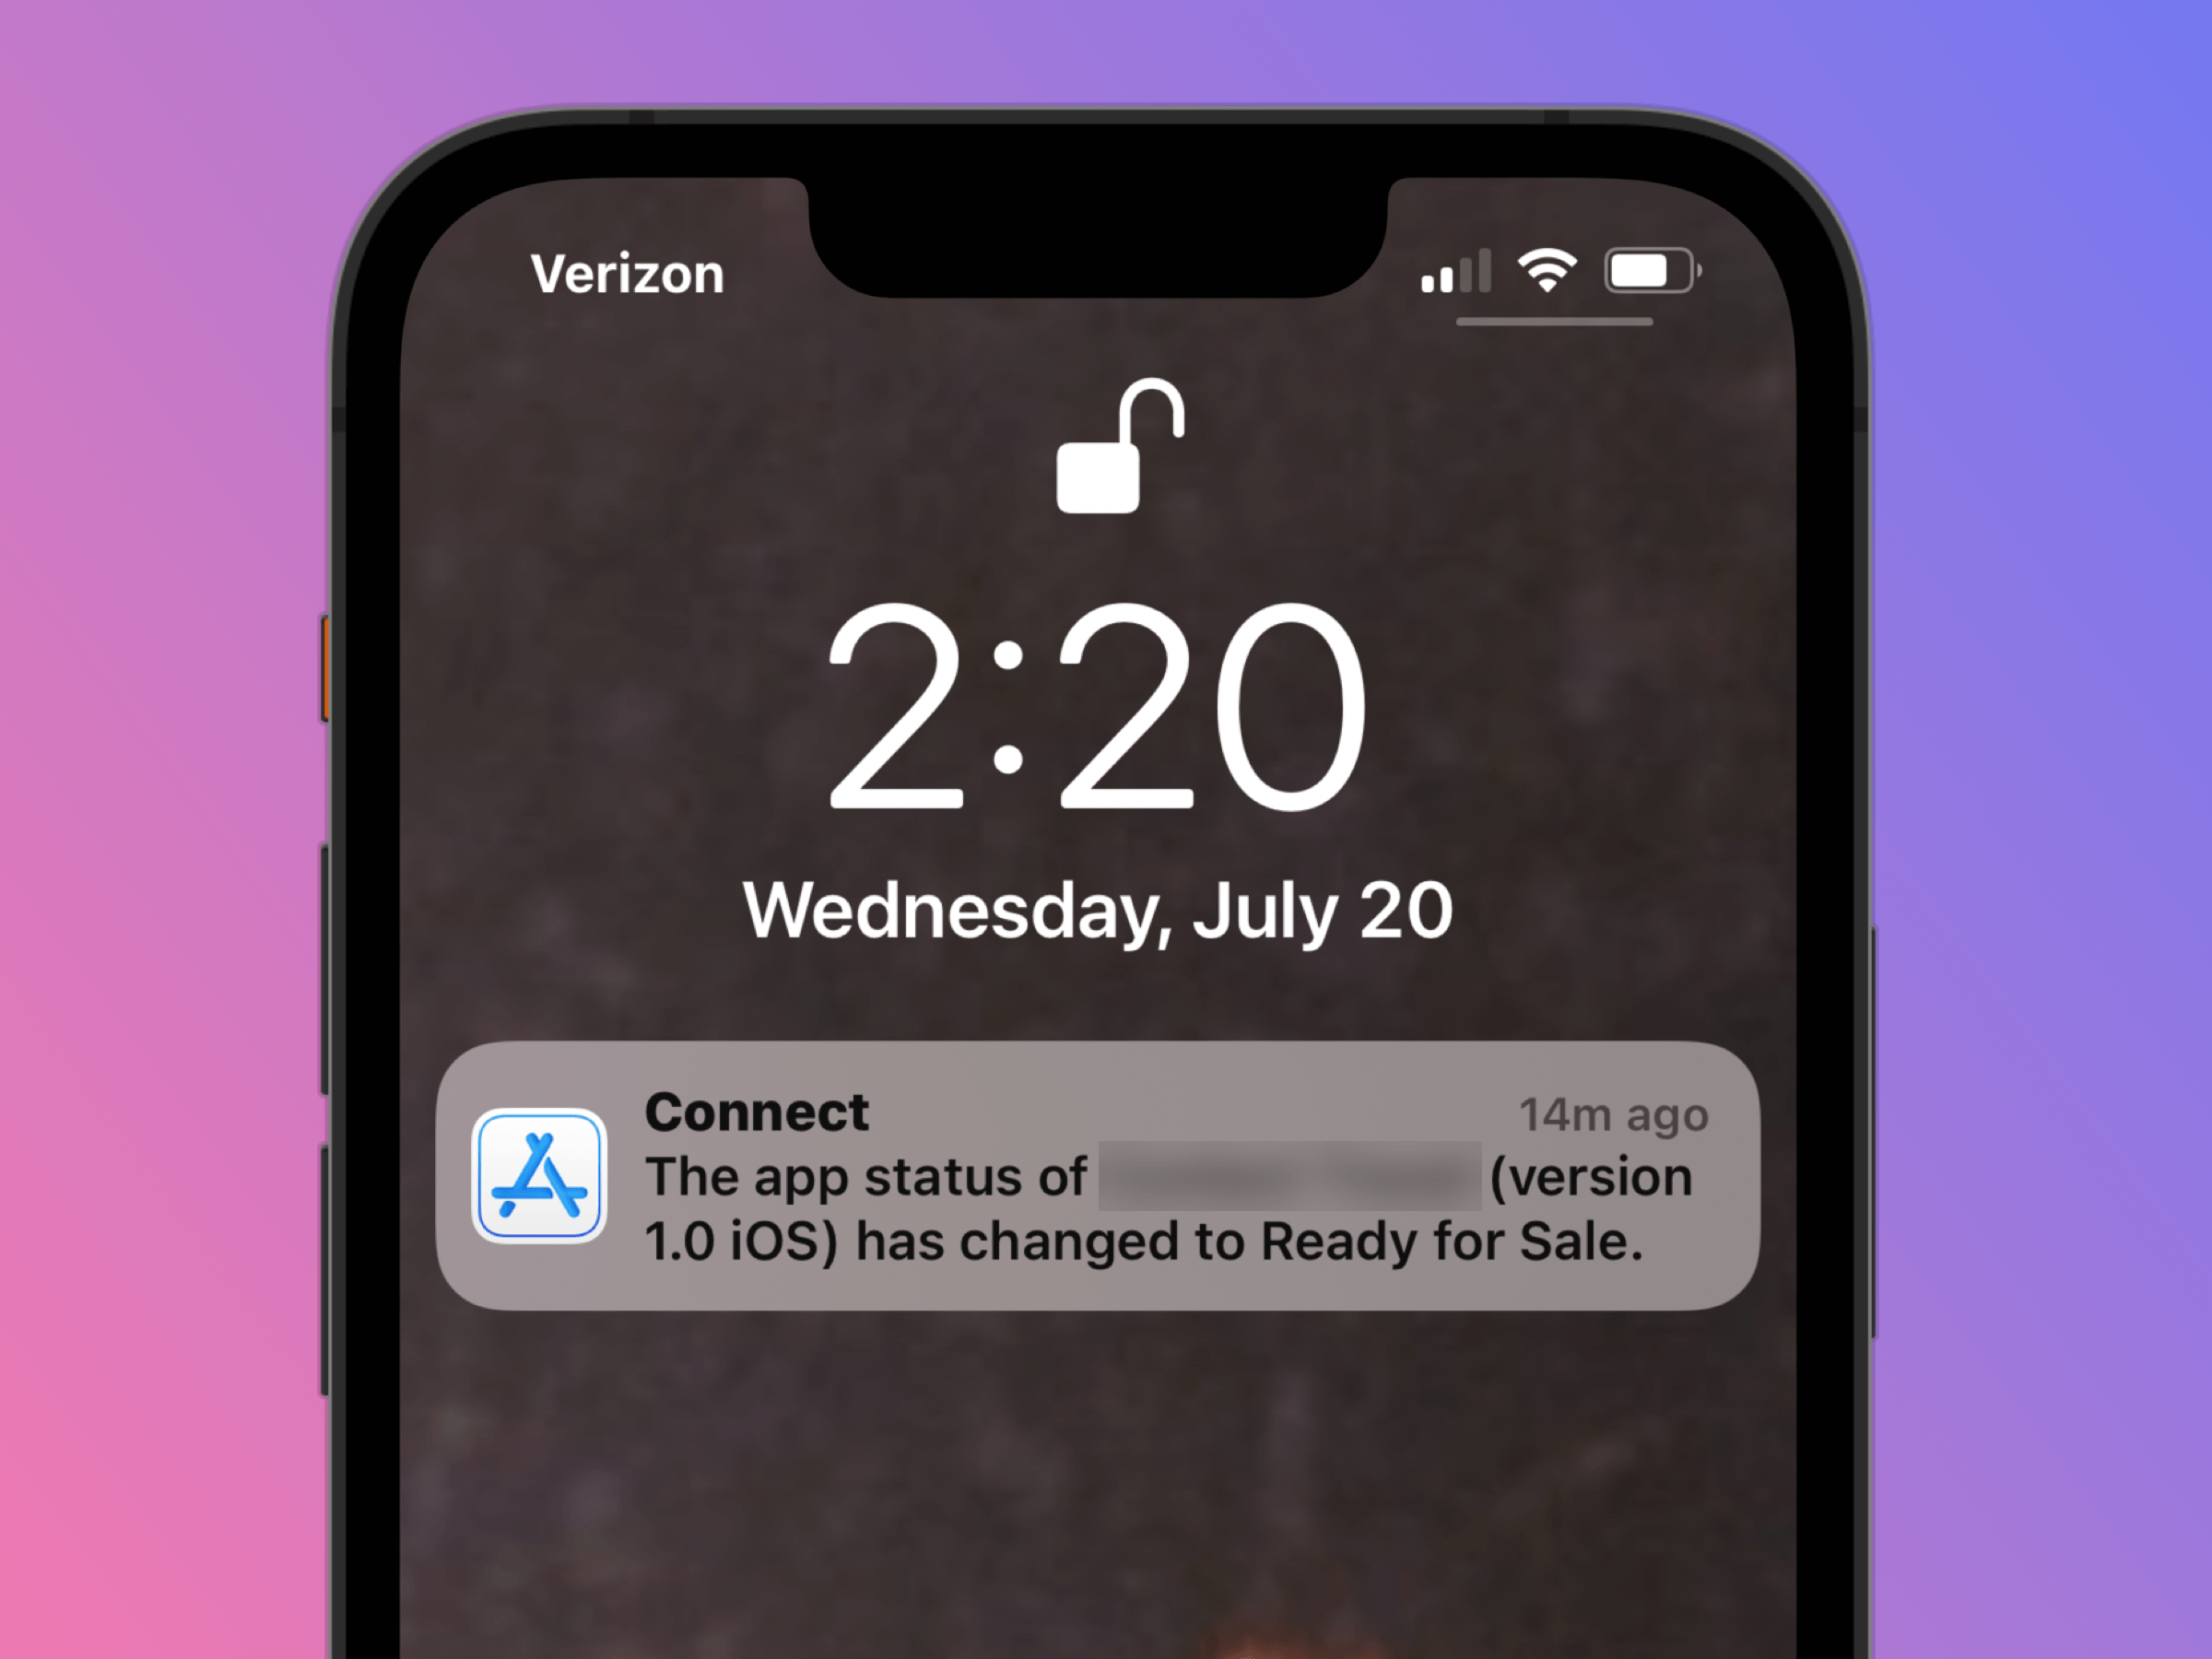 Verizon
2:20
Wednesday, July 20
Connect
14m ago
The app status of (version
1.0 iOS) has changed to Ready for Sale.